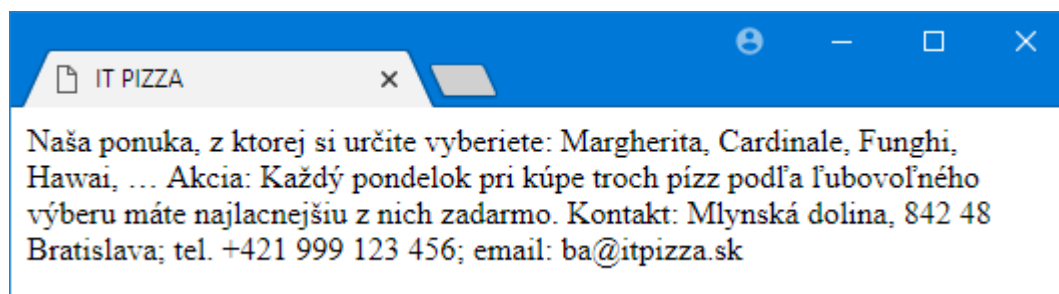 IT PIZZA
Naša ponuka, z ktorej si určite vyberiete: Margherita, Cardinale, Funghi,
Hawai, … Akcia: Každý pondelok pri kúpe troch pízz podľa ľubovoľného
výberu máte najlacnejšiu z nich zadarmo. Kontakt: Mlynská dolina, 842 48
Bratislava; tel. +421 999 123 456; email: ba@itpizza.sk